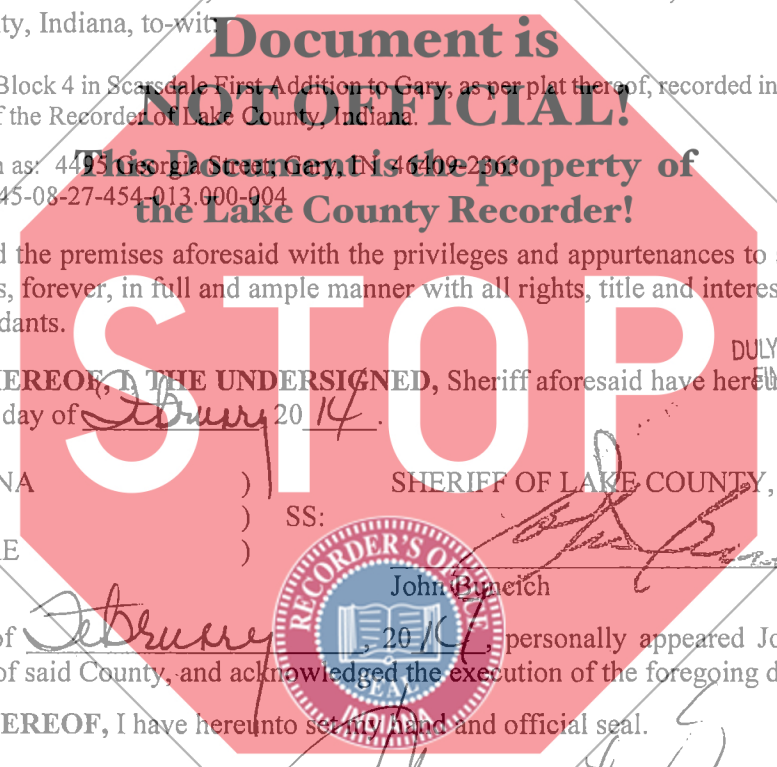 ty, Indiana, to-wit:
Document is
Block 4 in Scarsdale First Addition to Gary, as per plat thereof, recorded in
NOT OFFICIAL!
f the Recorder of Lake County, Indiana.
n as: 4495 Georgia Street, Gary, IN 46409-2363
This Document is the property of
45-08-27-454-013.000-004
the Lake County Recorder!
d the premises aforesaid with the privileges and appurtenances to
s, forever, in full and ample manner with all rights, title and interes
dants.
STOP
DULY
EREOF, I, THE UNDERSIGNED, Sheriff aforesaid have hereu
FIN
day of February 20 14.
NA ) SHERIFF OF LAKE COUNTY,
) SS:
E )
John Buncich
RECORDER'S OFFICE
SEAL
INDIANA
of February, 20 14, personally appeared Jo
of said County, and acknowledged the execution of the foregoing d
EREOF, I have hereunto set my hand and official seal.